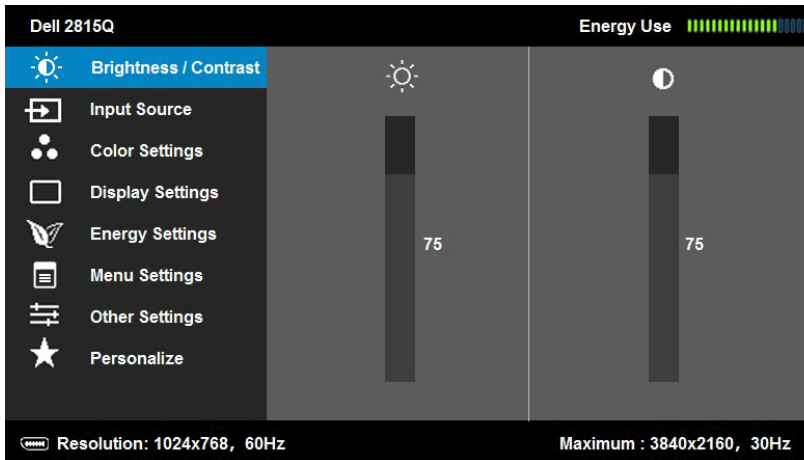 Dell 2815Q
Energy Use
Brightness / Contrast
Input Source
Color Settings
Display Settings
Energy Settings
Menu Settings
Other Settings
Personalize
75
75
Resolution: 1024x768, 60Hz
Maximum : 3840x2160, 30Hz